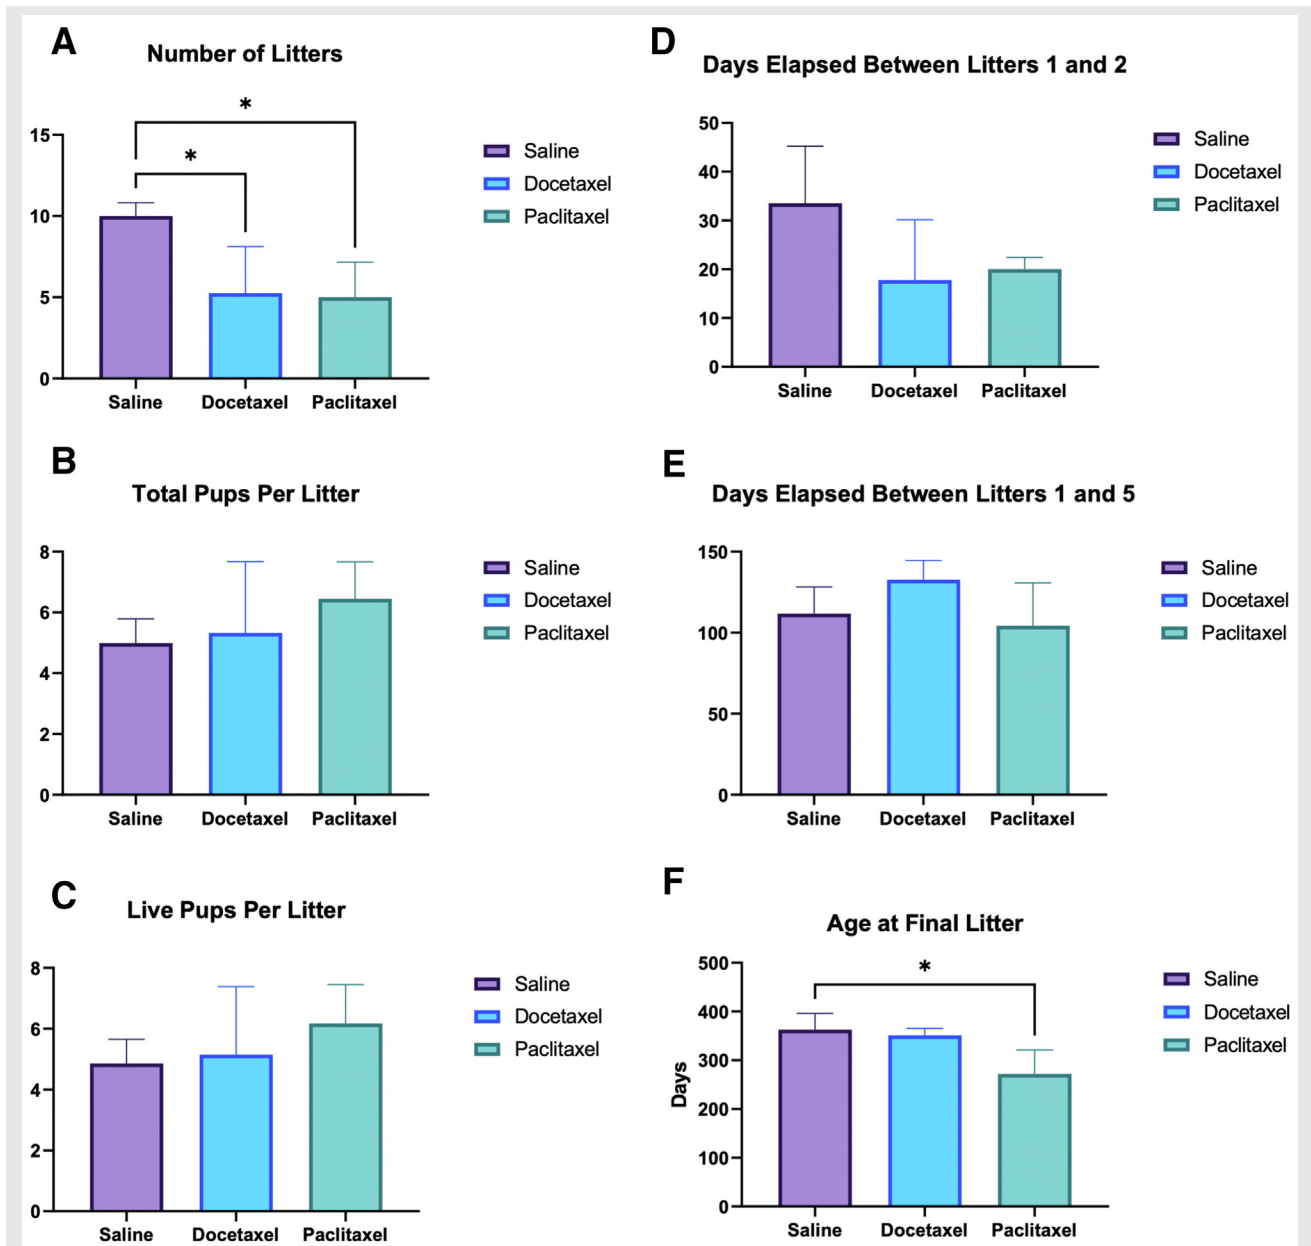 A
Number of Litters
*
*
15
10
5
0
Saline
Docetaxel
Paclitaxel
Saline
Docetaxel
Paclitaxel
B
Total Pups Per Litter
8
6
4
2
0
Saline
Docetaxel
Paclitaxel
Saline
Docetaxel
Paclitaxel
C
Live Pups Per Litter
8
6
4
2
0
Saline
Docetaxel
Paclitaxel
Saline
Docetaxel
Paclitaxel
D
Days Elapsed Between Litters 1 and 2
50
40
30
20
10
0
Saline
Docetaxel
Paclitaxel
Saline
Docetaxel
Paclitaxel
E
Days Elapsed Between Litters 1 and 5
150
100
50
0
Saline
Docetaxel
Paclitaxel
Saline
Docetaxel
Paclitaxel
F
Age at Final Litter
*
Days
500
400
300
200
100
0
Saline
Docetaxel
Paclitaxel
Saline
Docetaxel
Paclitaxel